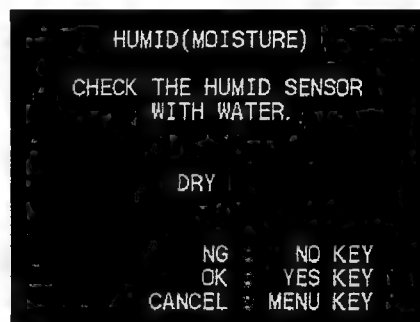 HUMID(MOISTURE)
CHECK THE HUMID SENSOR
WITH WATER.
DRY
NG : NO KEY
OK : YES KEY
CANCEL : MENU KEY